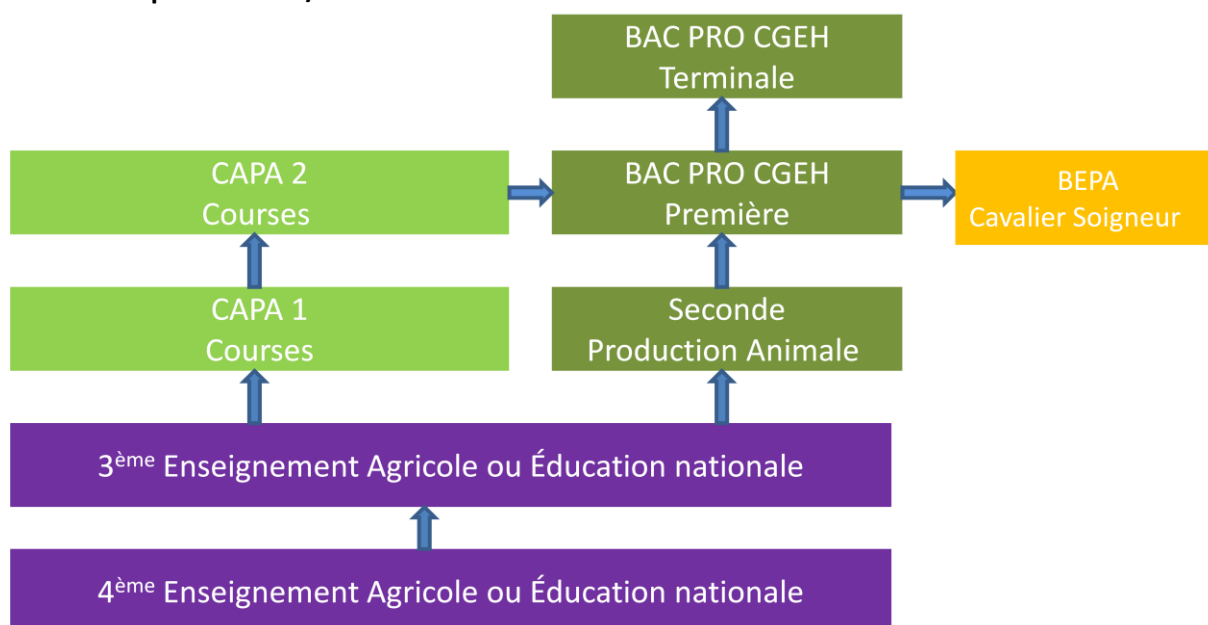 BAC PRO CGEH
Terminale
CAPA 2
Courses
BAC PRO CGEH
Première
BEPA
Cavalier Soigneur
CAPA 1
Courses
Seconde
Production Animale
3ème Enseignement Agricole ou Éducation nationale
4ème Enseignement Agricole ou Éducation nationale